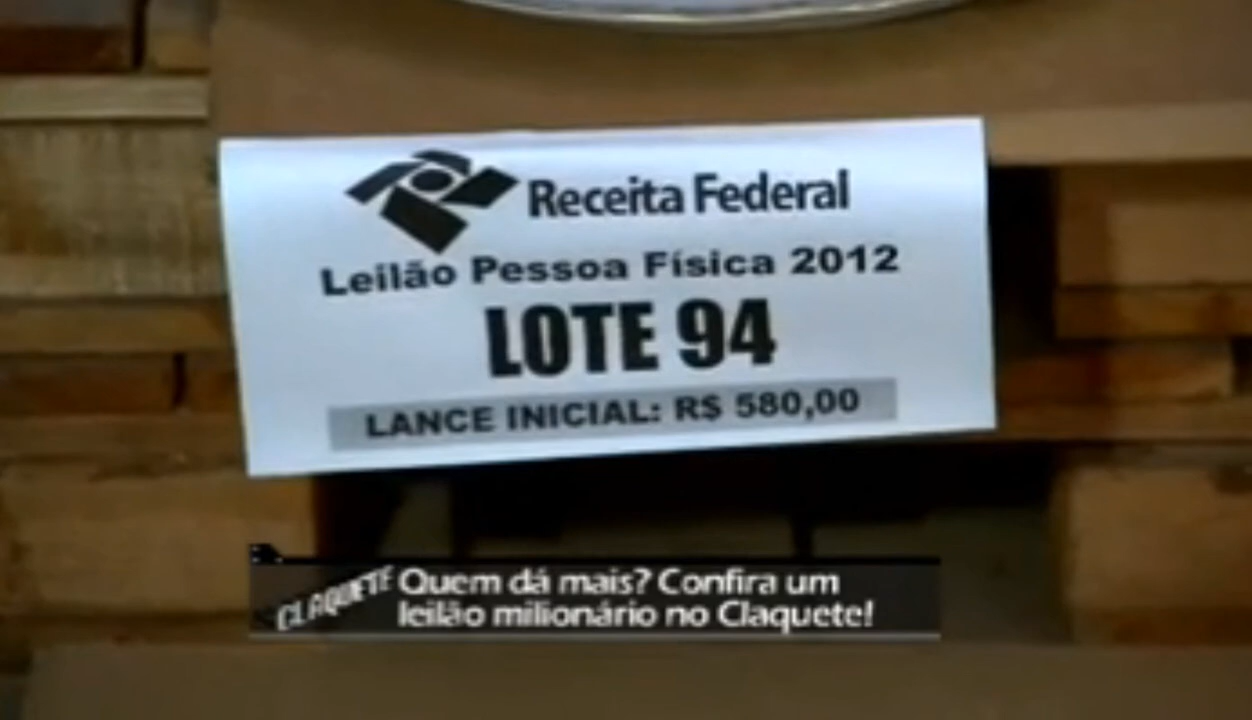 Receita Federal
Leilão Pessoa Física 2012
LOTE 94
LANCE INICIAL: R$ 580,00
CLAQUETE
Quem dá mais? Confira um
leilão milionário no Claquete!